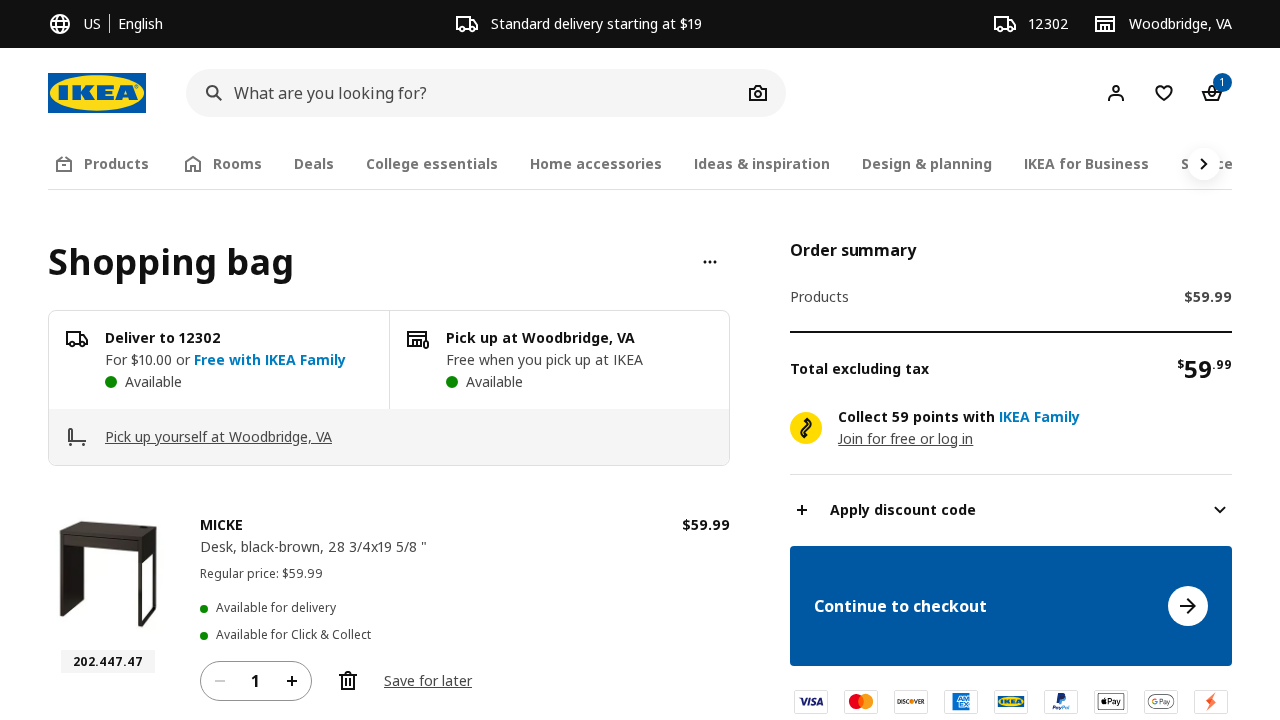 US | English
Standard delivery starting at $19
12302
Woodbridge, VA
IKEA
What are you looking for?
1
Products
Rooms
Deals
College essentials
Home accessories
Ideas & inspiration
Design & planning
IKEA for Business
Shopping bag
Deliver to 12302
For $10.00 or Free with IKEA Family
Available
Pick up at Woodbridge, VA
Free when you pick up at IKEA
Available
Pick up yourself at Woodbridge, VA
MICKE
$59.99
Desk, black-brown, 28 3/4x19 5/8 "
Regular price: $59.99
Available for delivery
Available for Click & Collect
202.447.47
1
Save for later
Order summary
Products
$59.99
Total excluding tax
$59.99
Collect 59 points with IKEA Family
Join for free or log in
Apply discount code
Continue to checkout
VISA
DISCOVER
IKEA
PayPal
Pay
G Pay